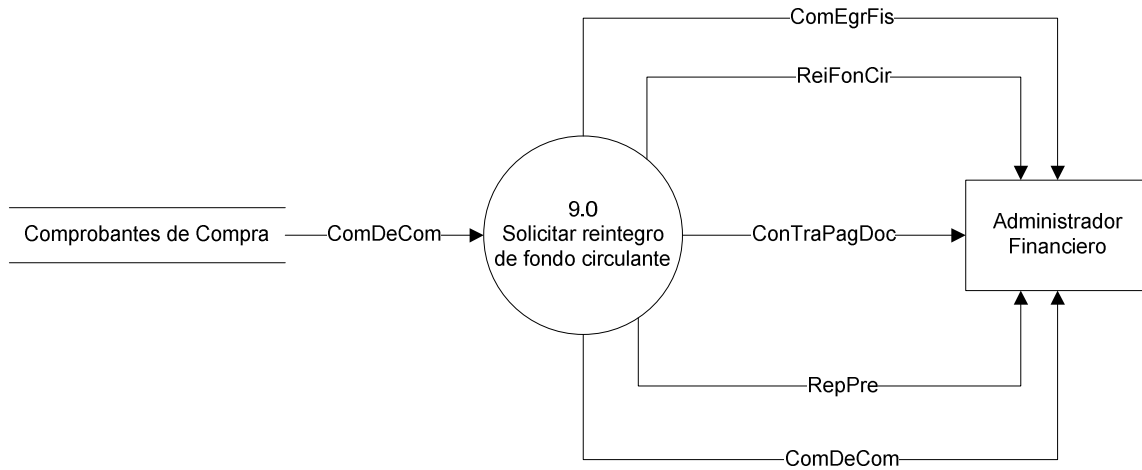 ComEgrFis
ReiFonCir
9.0
Solicitar reintegro
de fondo circulante
Comprobantes de Compra
ComDeCom
ConTraPagDoc
Administrador
Financiero
RepPre
ComDeCom